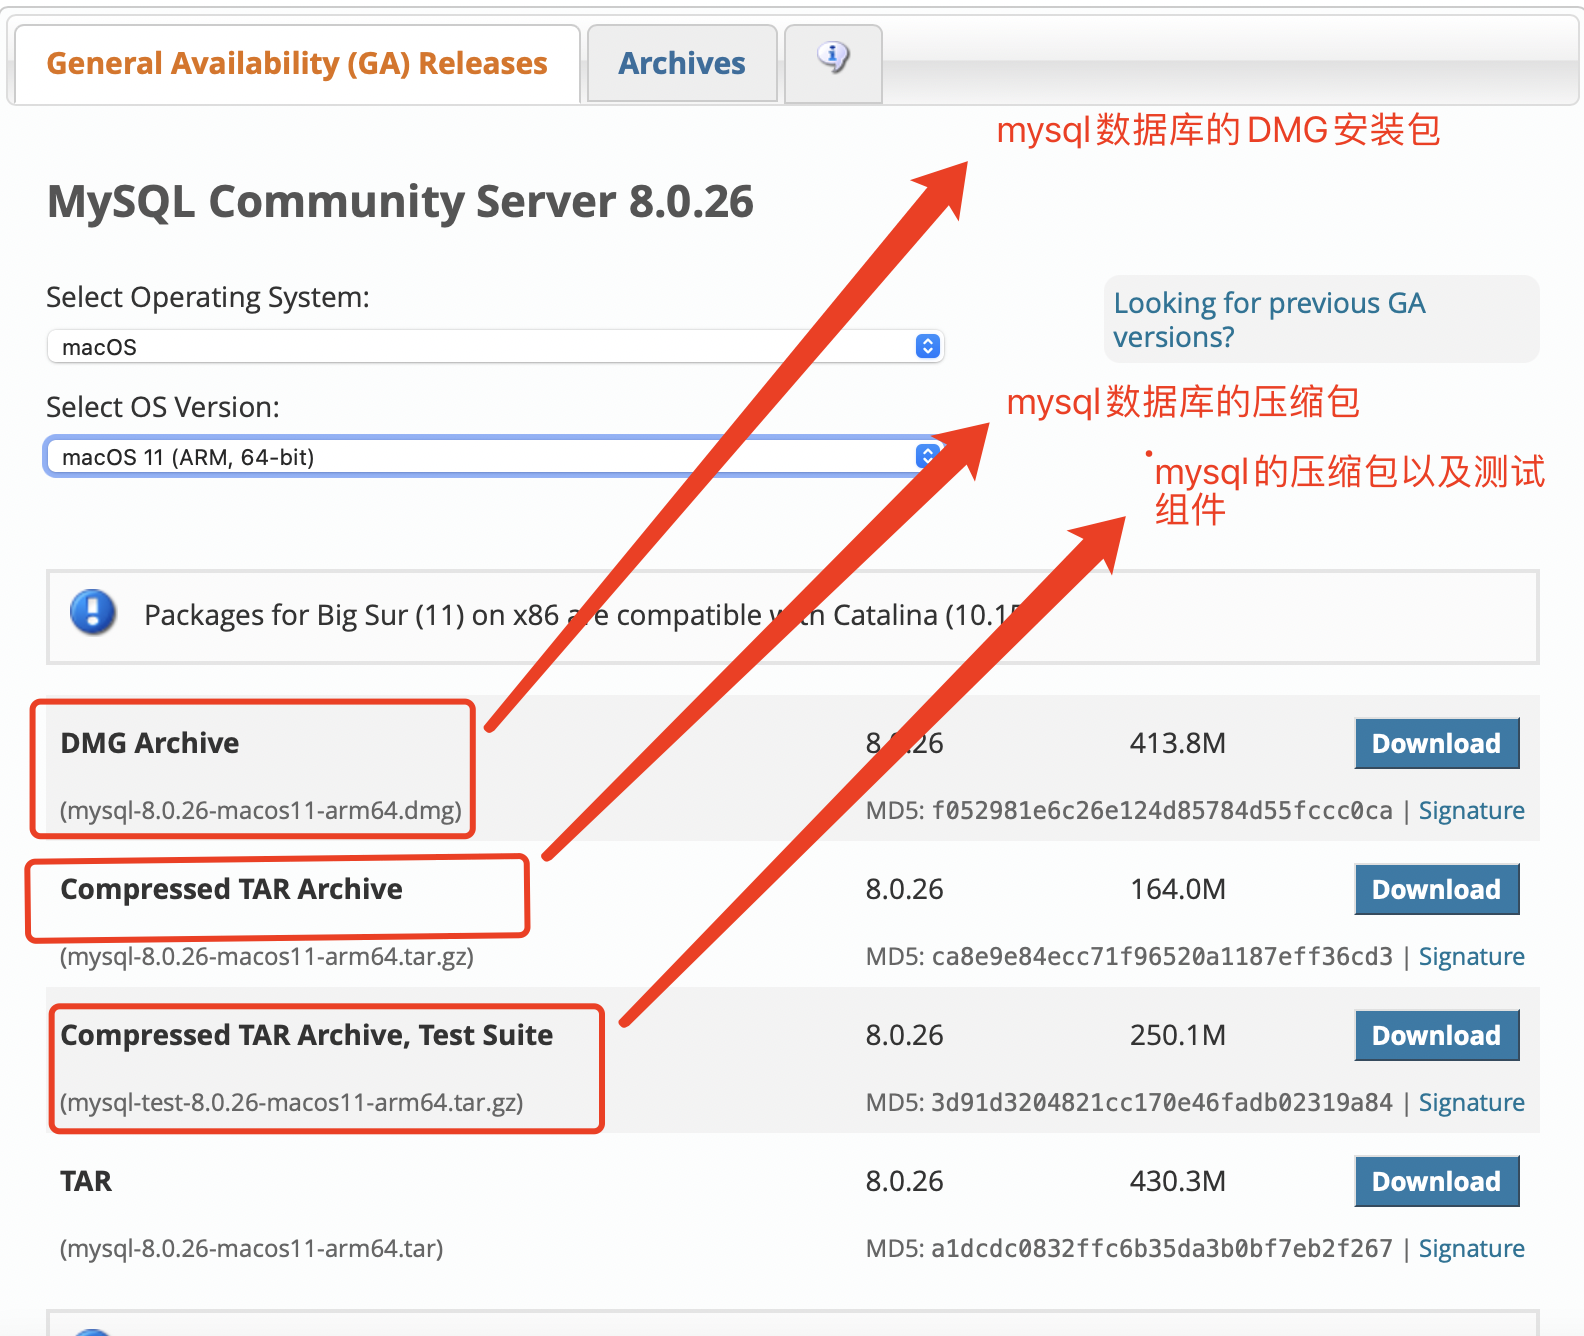 General Availability (GA) Releases
Archives
mysql数据库的DMG安装包
MySQL Community Server 8.0.26
Select Operating System:
macOS
Looking for previous GA
versions?
Select OS Version:
mysql数据库的压缩包
macOS 11 (ARM, 64-bit)
mysql的压缩包以及测试
组件
Packages for Big Sur (11) on x86 are compatible with Catalina (10.15
DMG Archive
8.0.26
413.8M
Download
(mysql-8.0.26-macos11-arm64.dmg)
MD5: f052981e6c26e124d85784d55fccc0ca | Signature
Compressed TAR Archive
8.0.26
164.0M
Download
(mysql-8.0.26-macos11-arm64.tar.gz)
MD5: ca8e9e84ecc71f96520a1187eff36cd3 | Signature
Compressed TAR Archive, Test Suite
8.0.26
250.1M
Download
(mysql-test-8.0.26-macos11-arm64.tar.gz)
MD5: 3d91d3204821cc170e46fadb02319a84 | Signature
TAR
8.0.26
430.3M
Download
(mysql-8.0.26-macos11-arm64.tar)
MD5: a1dcdc0832ffc6b35da3b0bf7eb2f267 | Signature